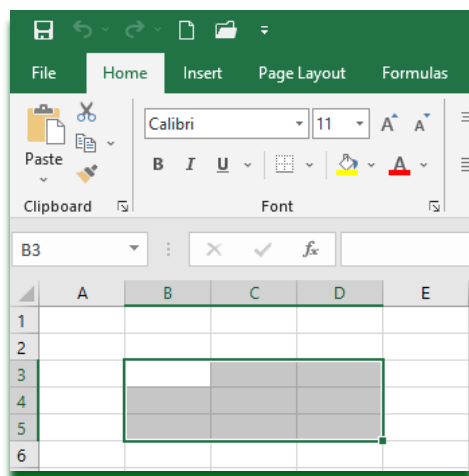 File Home Insert Page Layout Formulas
Calibri 11 A A
Paste B I U A
Clipboard Font
B3 fx
A B C D E
1
2
3
4
5
6